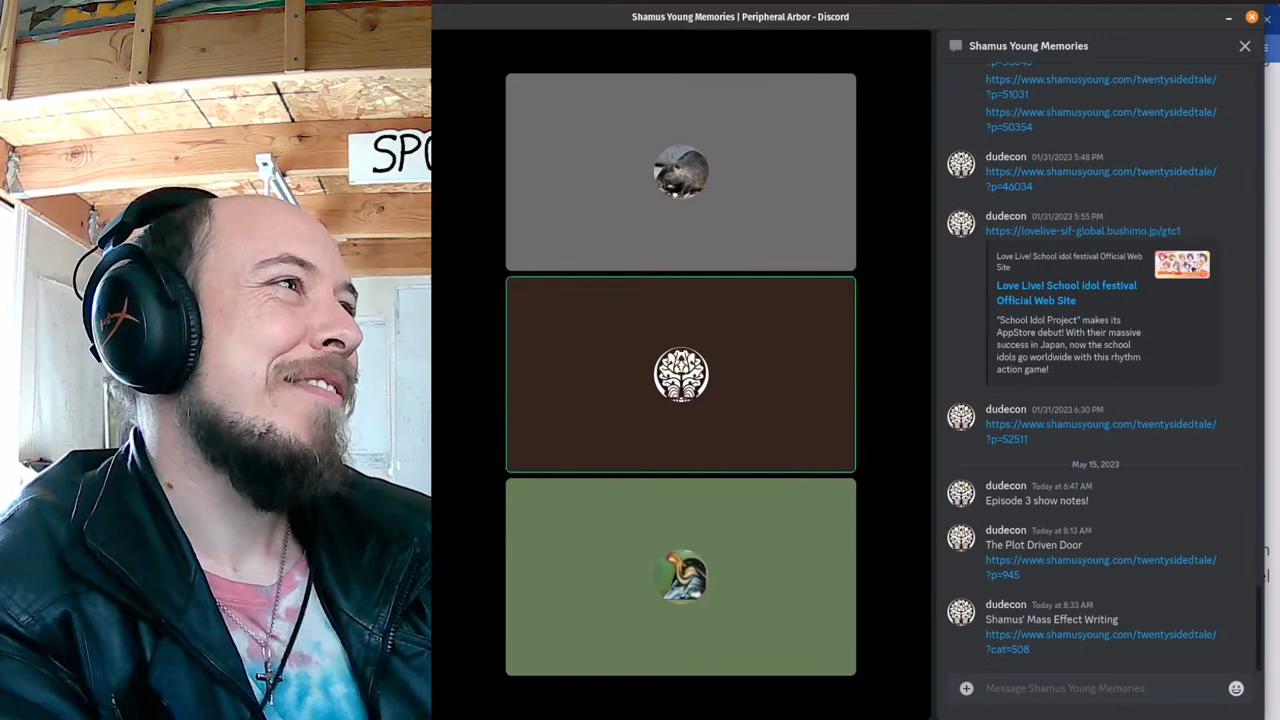 Shamus Young Memories | Peripheral Arbor - Discord
SPO
Shamus Young Memories
https://www.shamusyoung.com/twentysidedtale/
?p=51031
https://www.shamusyoung.com/twentysidedtale/
?p=50354
dudecon 01/31/2023 5:48 PM
https://www.shamusyoung.com/twentysidedtale/
?p=46034
dudecon 01/31/2023 5:55 PM
https://lovelive-sif-global.bushimo.jp/gtc1
Love Live! School idol festival Official Web
Site
Love Live! School idol festival
Official Web Site
"School Idol Project" makes its
AppStore debut! With their massive
success in Japan, now the school
idols go worldwide with this rhythm
action game!
dudecon 01/31/2023 6:30 PM
https://www.shamusyoung.com/twentysidedtale/
?p=52511
May 15, 2023
dudecon Today at 6:47 AM
Episode 3 show notes!
dudecon Today at 8:13 AM
The Plot Driven Door
https://www.shamusyoung.com/twentysidedtale/
?p=945
dudecon Today at 8:33 AM
Shamus' Mass Effect Writing
https://www.shamusyoung.com/twentysidedtale/
?cat=508
Message Shamus Young Memories